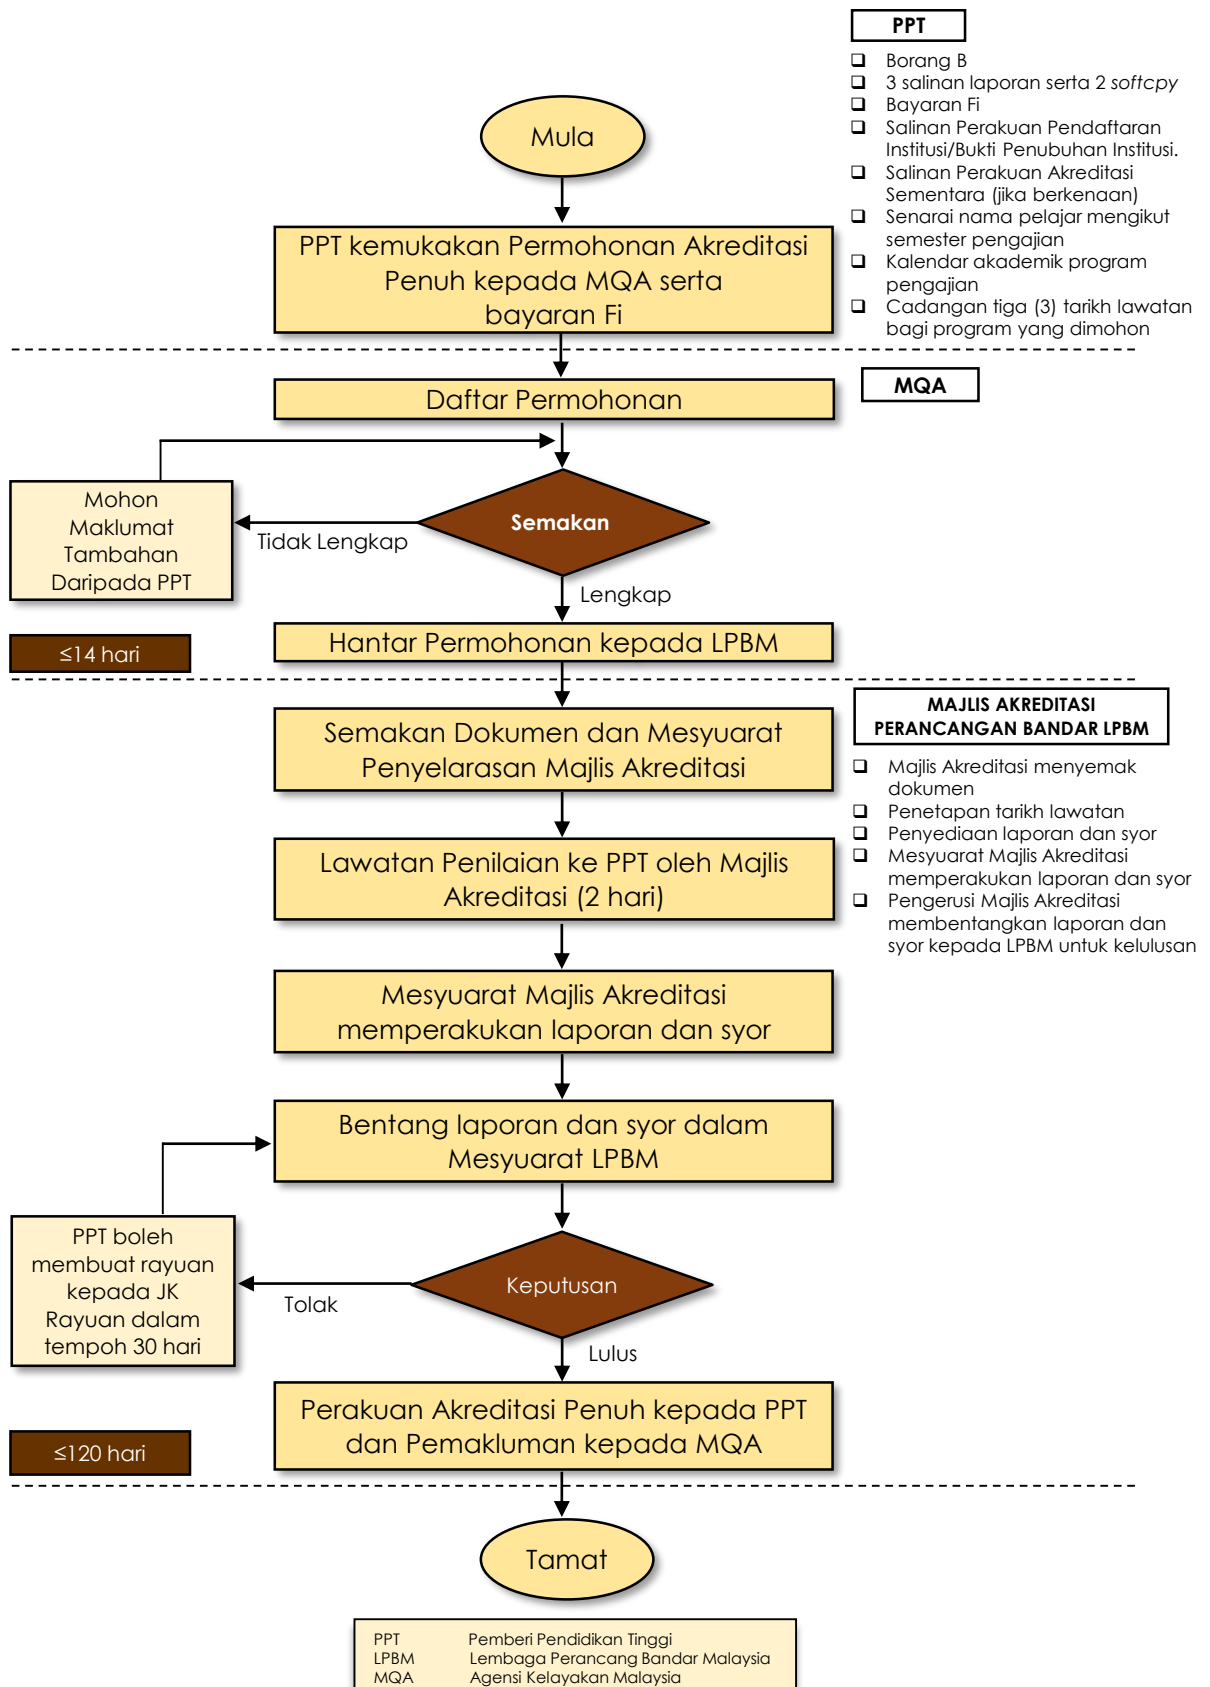 PPT
Borang B
3 salinan laporan serta 2 softcpy
Bayaran Fi
Salinan Perakuan Pendaftaran
Institusi/Bukti Penubuhan Institusi.
Salinan Perakuan Akreditasi
Sementara (jika berkenaan)
Senarai nama pelajar mengikut
semester pengajian
Kalendar akademik program
pengajian
Cadangan tiga (3) tarikh lawatan
bagi program yang dimohon
Mula
PPT kemukakan Permohonan Akreditasi
Penuh kepada MQA serta
bayaran Fi
MQA
Daftar Permohonan
Semakan
Tidak Lengkap
Mohon
Maklumat
Tambahan
Daripada PPT
Lengkap
Hantar Permohonan kepada LPBM
≤14 hari
MAJLIS AKREDITASI
PERANCANGAN BANDAR LPBM
Majlis Akreditasi menyemak
dokumen
Penetapan tarikh lawatan
Penyediaan laporan dan syor
Mesyuarat Majlis Akreditasi
memperakukan laporan dan syor
Pengerusi Majlis Akreditasi
membentangkan laporan dan
syor kepada LPBM untuk kelulusan
Semakan Dokumen dan Mesyuarat
Penyelarasan Majlis Akreditasi
Lawatan Penilaian ke PPT oleh Majlis
Akreditasi (2 hari)
Mesyuarat Majlis Akreditasi
memperakukan laporan dan syor
Bentang laporan dan syor dalam
Mesyuarat LPBM
Keputusan
Tolak
PPT boleh
membuat rayuan
kepada JK
Rayuan dalam
tempoh 30 hari
Lulus
Perakuan Akreditasi Penuh kepada PPT
dan Pemakluman kepada MQA
≤120 hari
Tamat
PPT Pemberi Pendidikan Tinggi
LPBM Lembaga Perancang Bandar Malaysia
MQA Agensi Kelayakan Malaysia